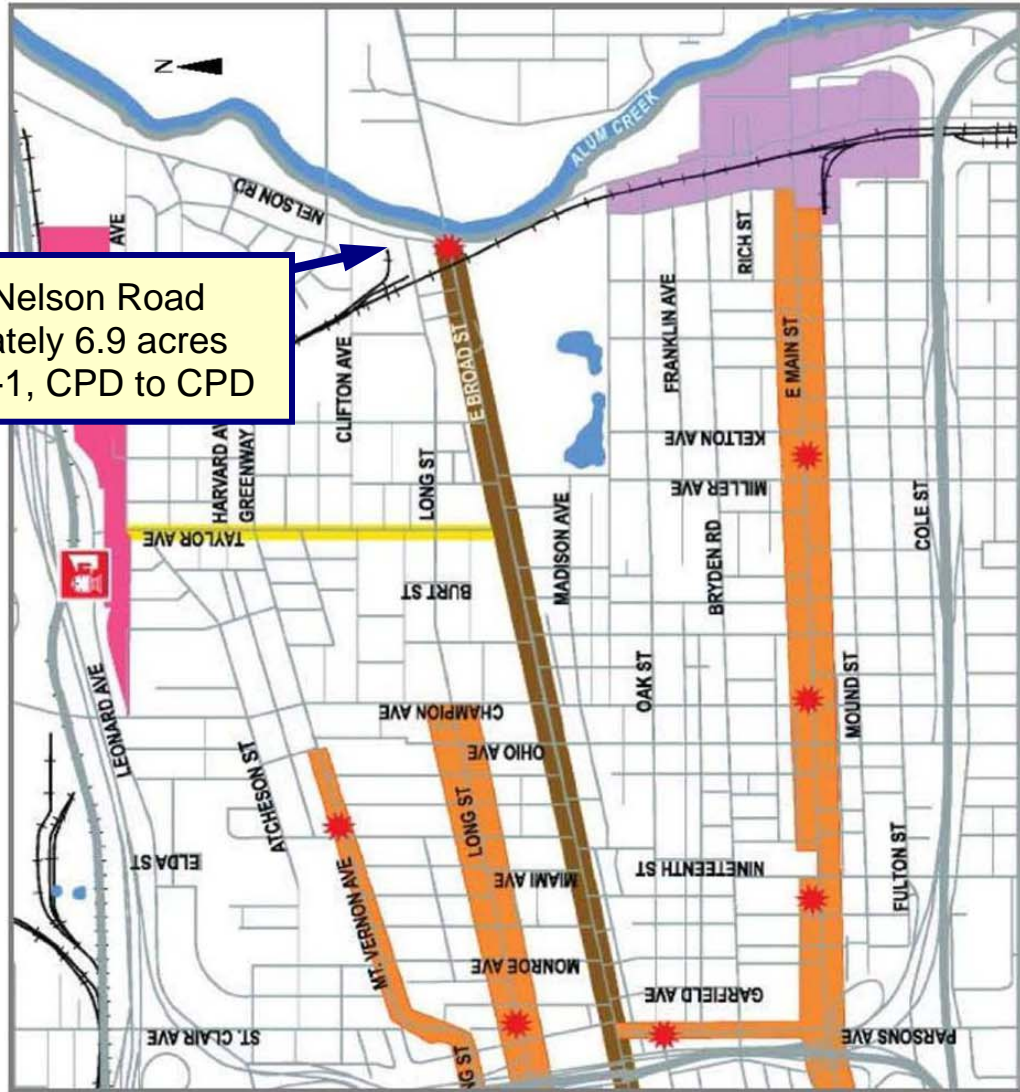 N
NELSON RD
ALUM CREEK
AVE
Nelson Road
ately 6.9 acres
-1, CPD to CPD
RICH ST
FRANKLIN AVE
E MAIN ST
E BROAD ST
CLIFTON AVE
HARVARD AV
GREENWAY
LONG ST
KELTON AVE
MILLER AVE
COLE ST
TAYLOR AVE
MADISON AVE
BRYDEN RD
BURT ST
OAK ST
MOUND ST
LEONARD AVE
CHAMPION AVE
OHIO AVE
ATCHESON ST
LONG ST
ELDA ST
MIAMI AVE
NINETEENTH ST
FULTON ST
MT. VERNON AVE
MONROE AVE
GARFIELD AVE
ST. CLAIR AVE
NG ST
PARSONS AVE